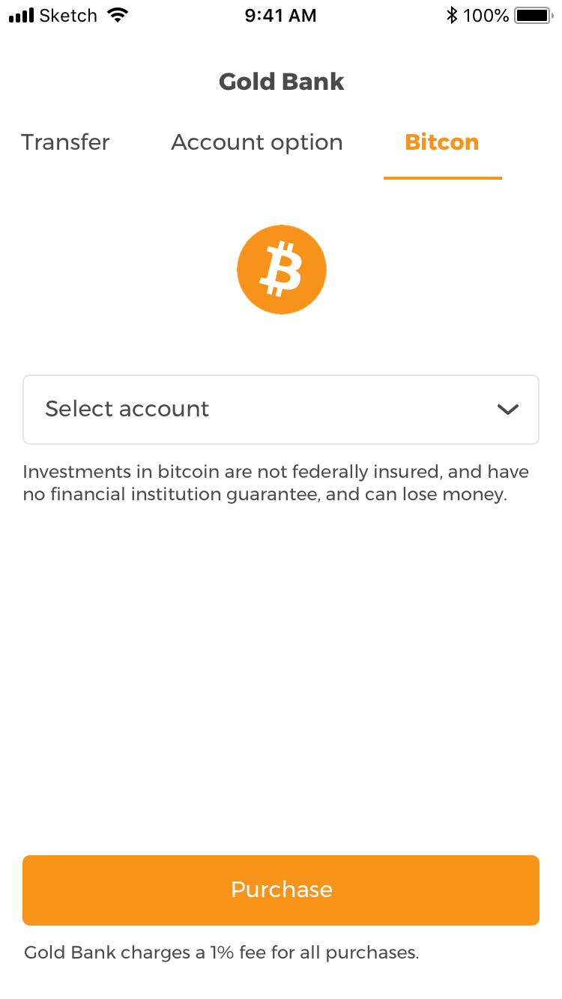 Sketch 9:41 AM 100%
Gold Bank
Transfer Account option Bitcon
Select account
Investments in bitcoin are not federally insured, and have
no financial institution guarantee, and can lose money.
Purchase
Gold Bank charges a 1% fee for all purchases.